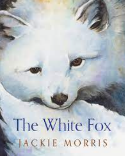 The White Fox
JACKIE MORRIS